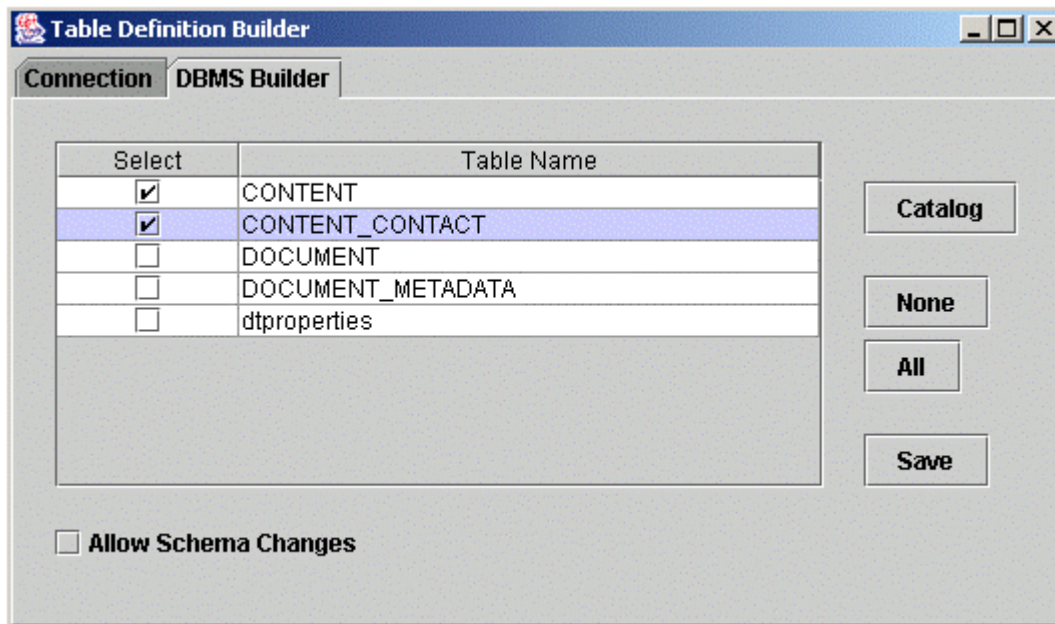 Table Definition Builder
Connection DBMS Builder
Select Table Name
CONTENT
CONTENT_CONTACT
DOCUMENT
DOCUMENT_METADATA
dtproperties
Catalog
None
All
Save
Allow Schema Changes